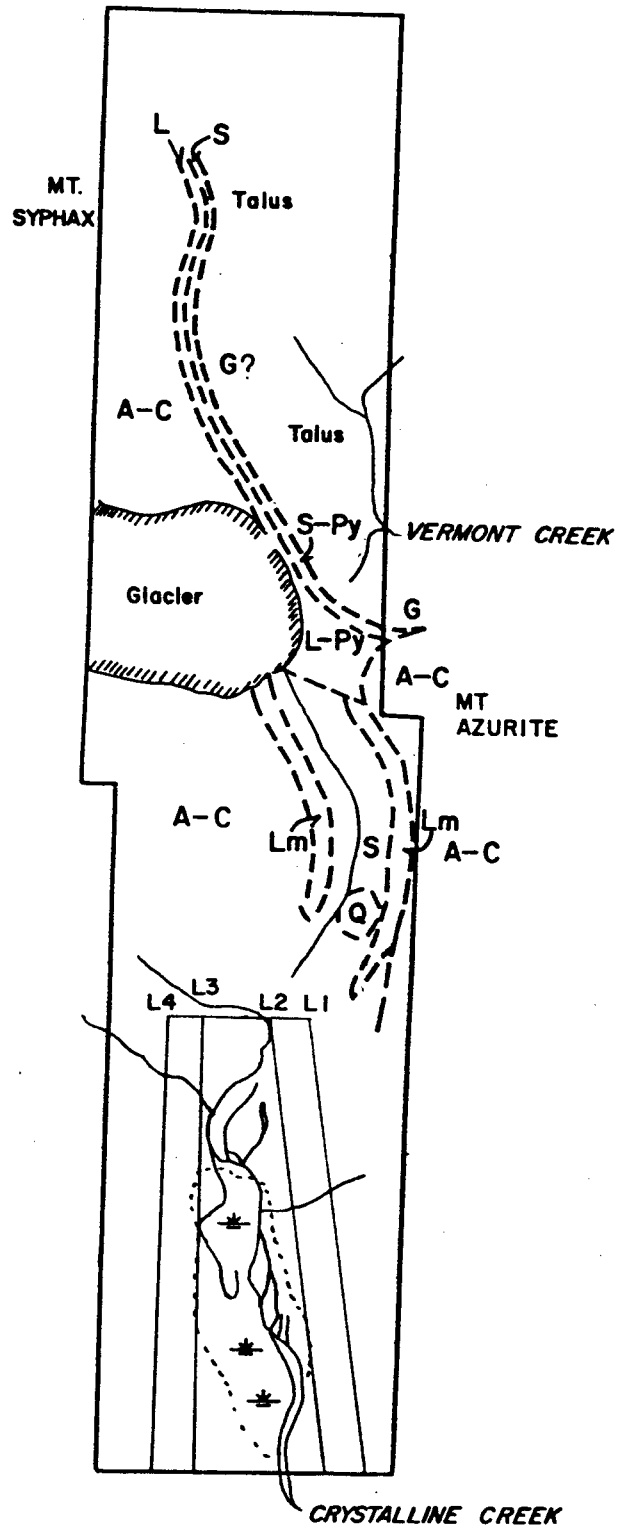 L S
MT.
SYPHAX
Talus
G?
A-C
Talus
S-Py
VERMONT CREEK
Glacier
G
L-Py
A-C
MT
AZURITE
A-C
Lm
S
Lm
A-C
Q
L4 L3 L2 L1
CRYSTALLINE CREEK